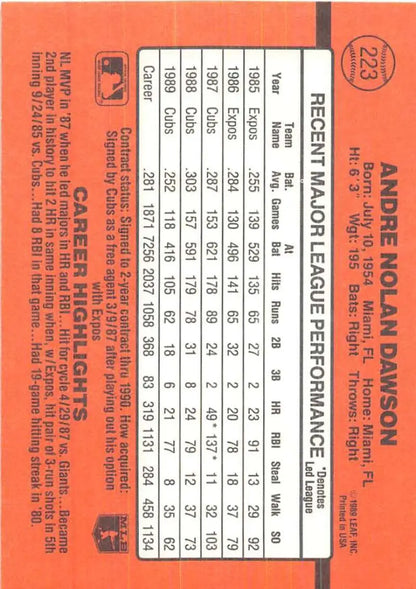 223
ANDRE NOLAN DAWSON
Born: July 10, 1954 Miami, FL Home: Miami, FL
Ht: 6' 3" Wgt: 195 Bats: Right Throws: Right
©1989 LEAF, INC.
Printed in USA
RECENT MAJOR LEAGUE PERFORMANCE *Denotes Led League
Year Team Name Bat. Avg. Games At Bat Hits Runs 2B 3B HR RBI Steal Walk SO
1985 Expos .255 139 529 135 65 27 2 23 91 13 29 92
1986 Expos .284 130 496 141 65 32 2 20 78 18 37 79
1987 Cubs .287 153 621 178 89 24 2 49* 137* 11 32 103
1988 Cubs .303 157 591 179 78 31 8 24 79 12 37 73
1989 Cubs .252 118 416 105 62 18 6 21 77 8 35 62
Career .281 1871 7256 2037 1058 368 83 319 1131 284 458 1134
Contract status: Signed to 2-year contract thru 1990. How acquired:
Signed by Cubs as a free agent 3/9/87 after playing out his option
with Expos
MLB
CAREER HIGHLIGHTS
NL MVP in '87 when he led majors in HR and RBI...Hit for cycle 4/29/87 vs. Giants...Became
2nd player in history to hit 2 HR in same inning when, w/Expos, hit pair of 3-run shots in 5th
inning 9/24/85 vs. Cubs...Had 8 RBI in that game...Had 19-game hitting streak in '80.